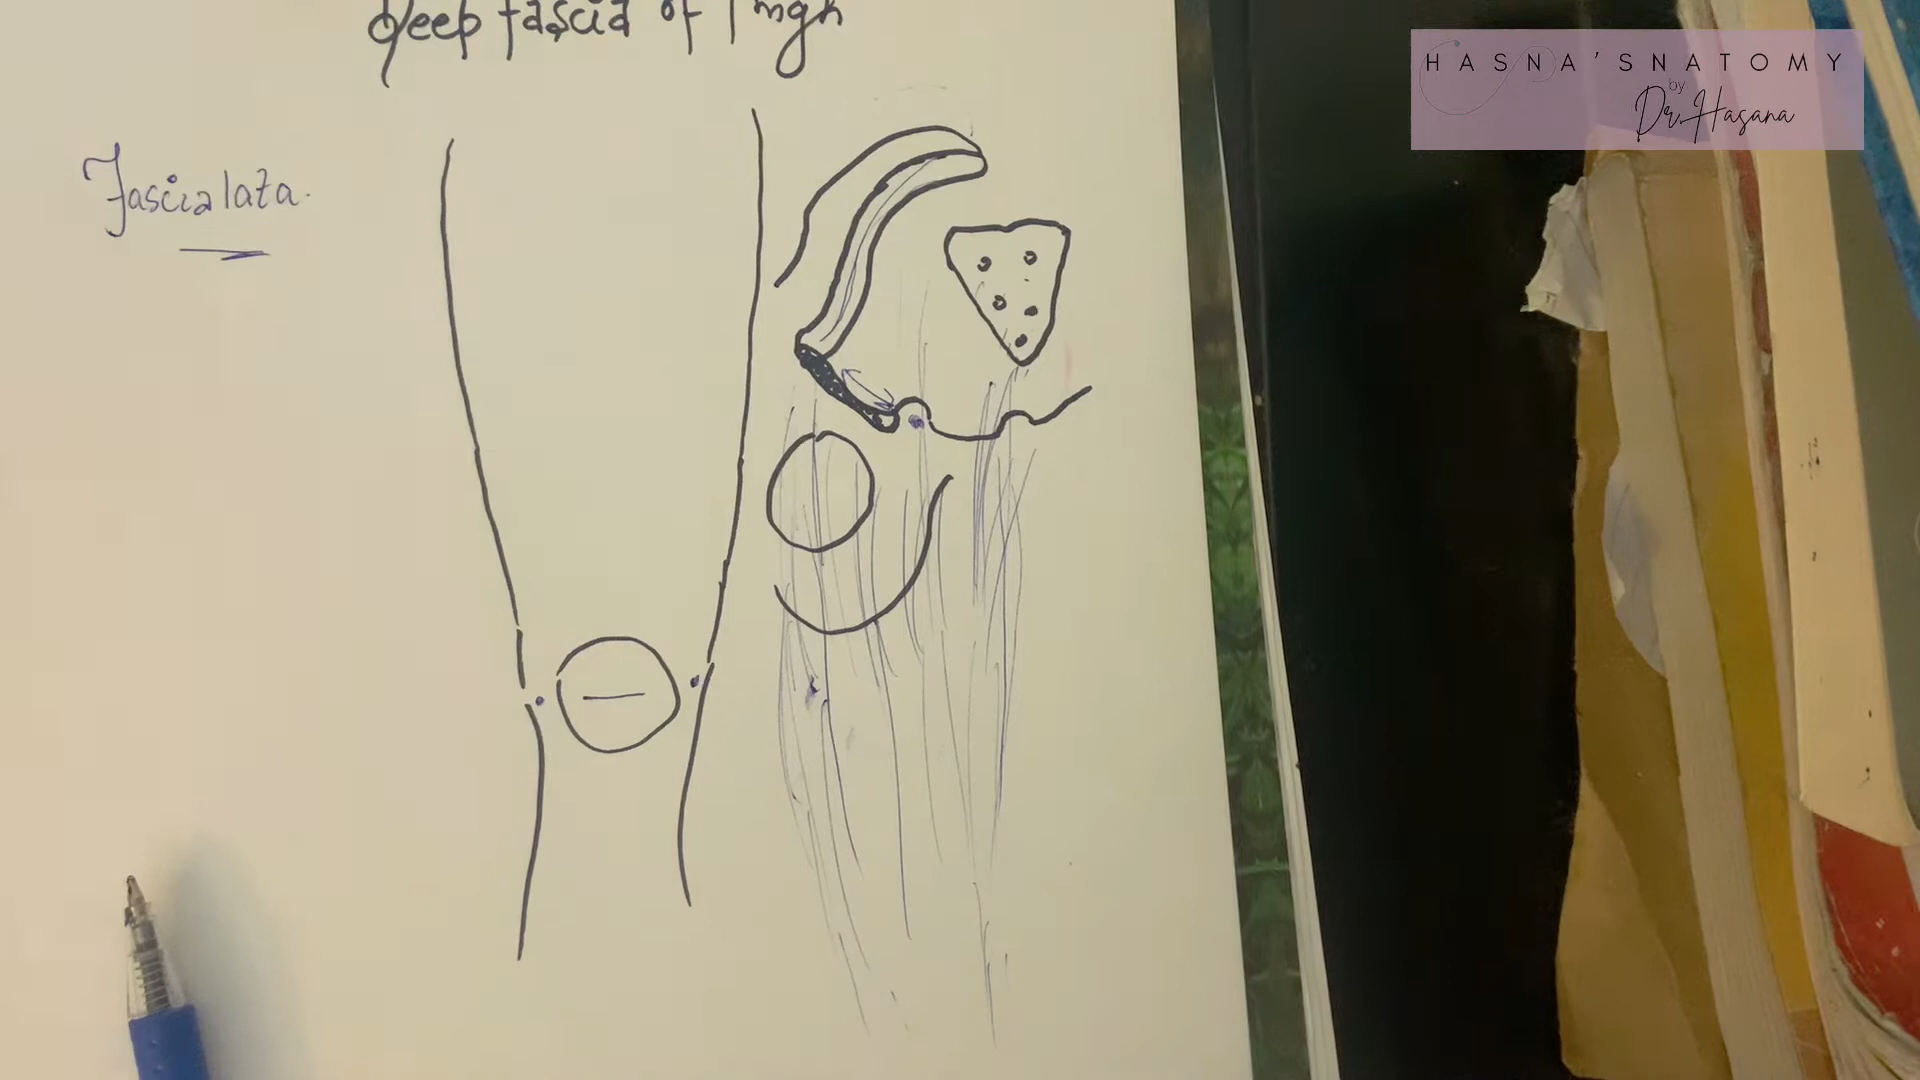 deep fascia of Thigh
HASNA'SNATOMY
by
Dr. Hasana
Fascia lata.